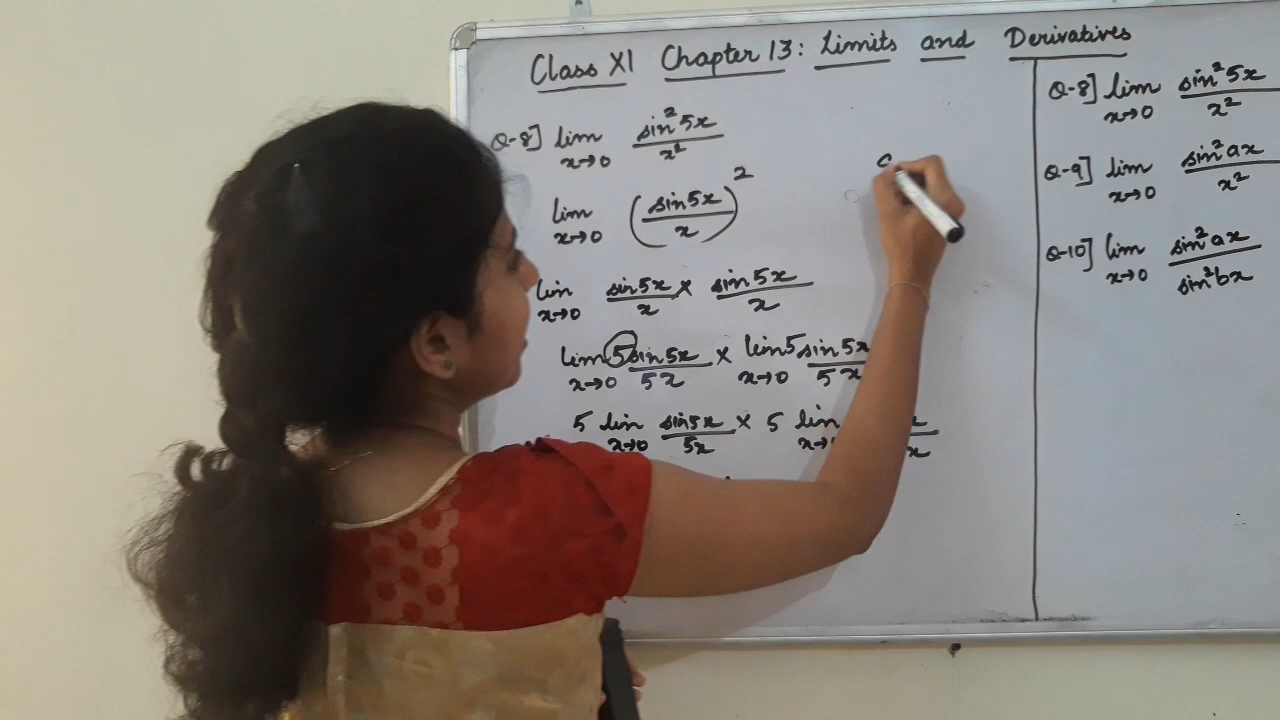 Class XI Chapter 13: Limits and Derivatives
Q-8] lim x→0 sin²5x / x²
lim x→0 (sin5x / x)²
lim x→0 sin5x / x × sin5x / x
lim x→0 5 sin5x / 5x × lim x→0 5 sin5x / 5x
5 lim x→0 sin5x / 5x × 5 lim
Q-8] lim x→0 sin²5x / x²
Q-9] lim x→0 sin²ax / x²
Q-10] lim x→0 sin²ax / sin²bx